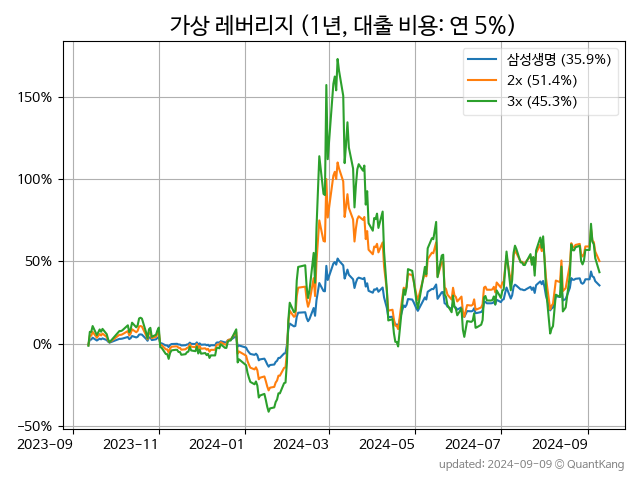 가상 레버리지 (1년, 대출 비용: 연 5%)
삼성생명 (35.9%)
2x (51.4%)
3x (45.3%)
150%
100%
50%
0%
−50%
2023-09 2023-11 2024-01 2024-03 2024-05 2024-07 2024-09
updated: 2024-09-09 © QuantKang